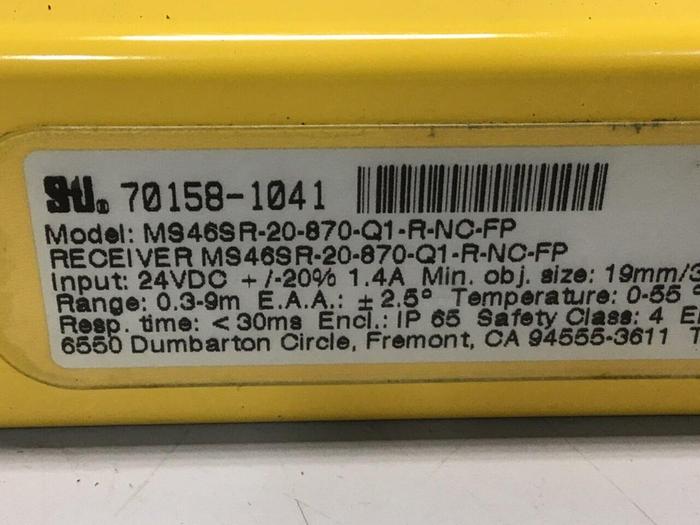 STI® 70158-1041
Model: MS46SR-20-870-Q1-R-NC-FP
RECEIVER MS46SR-20-870-Q1-R-NC-FP
Input: 24VDC +/-20% 1.4A Min. obj. size: 19mm/
Range: 0.3-9m E.A.A.: ±2.5° Temperature: 0-55 °
Resp. time: <30ms Encl.: IP 65 Safety Class: 4
6550 Dumbarton Circle, Fremont, CA 94555-3611